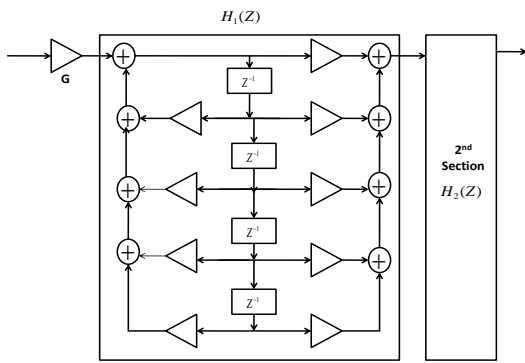 H₁(Z)
G
Z⁻¹
Z⁻¹
Z⁻¹
Z⁻¹
2nd
Section
H₂(Z)